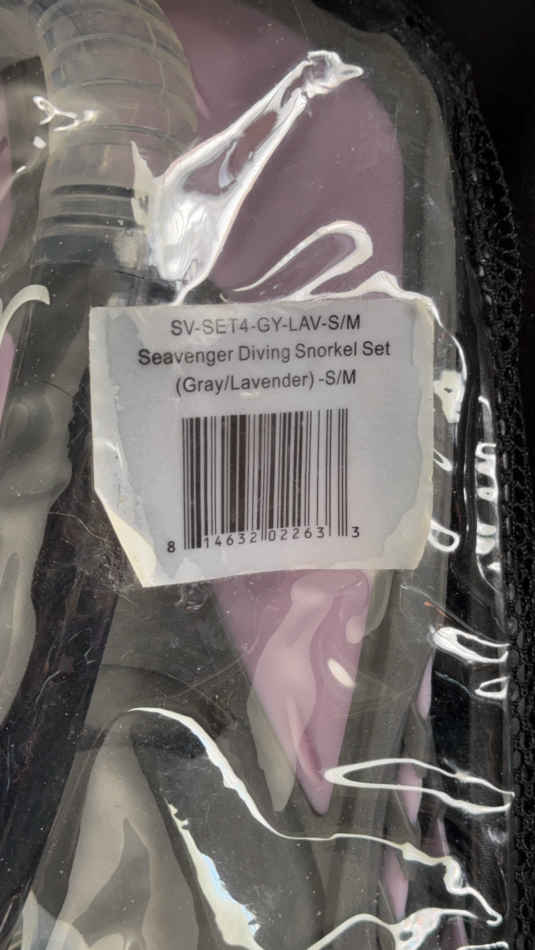 SV-SET4-GY-LAV-S/M
Seavenger Diving Snorkel Set
(Gray/Lavender) -S/M
8 14632 02263 3